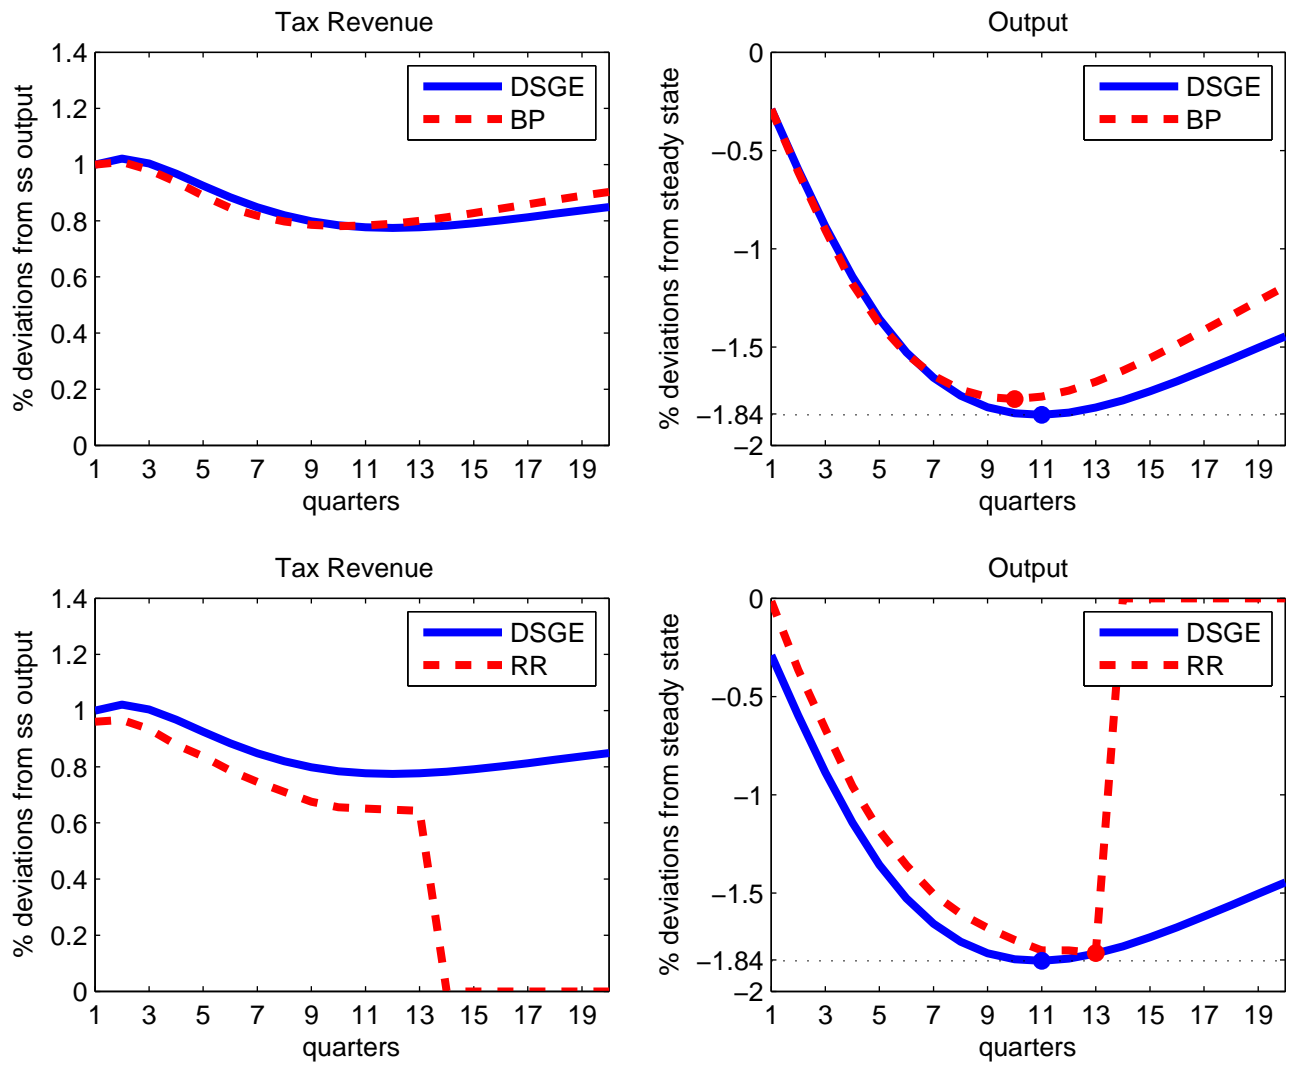 Tax Revenue
% deviations from ss output
1.4
1.2
1
0.8
0.6
0.4
0.2
0
DSGE
BP
1 3 5 7 9 11 13 15 17 19
quarters
Output
% deviations from steady state
0
−0.5
−1
−1.5
−1.84
−2
DSGE
BP
1 3 5 7 9 11 13 15 17 19
quarters
Tax Revenue
% deviations from ss output
1.4
1.2
1
0.8
0.6
0.4
0.2
0
DSGE
RR
1 3 5 7 9 11 13 15 17 19
quarters
Output
% deviations from steady state
0
−0.5
−1
−1.5
−1.84
−2
DSGE
RR
1 3 5 7 9 11 13 15 17 19
quarters